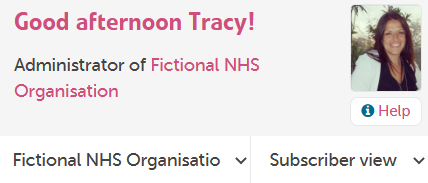 Good afternoon Tracy!
Administrator of Fictional NHS
Organisation
Help
Fictional NHS Organisatio
Subscriber view